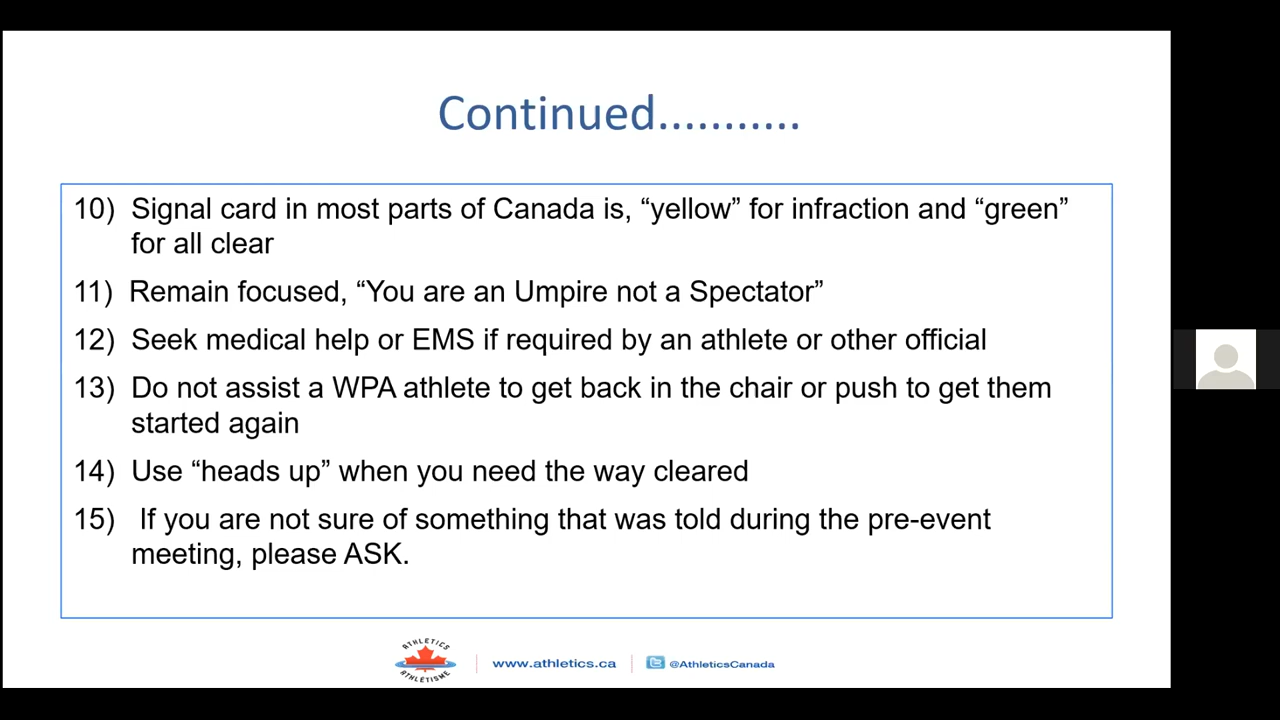 Continued...........
10) Signal card in most parts of Canada is, “yellow” for infraction and “green”
for all clear
11) Remain focused, “You are an Umpire not a Spectator”
12) Seek medical help or EMS if required by an athlete or other official
13) Do not assist a WPA athlete to get back in the chair or push to get them
started again
14) Use “heads up” when you need the way cleared
15) If you are not sure of something that was told during the pre-event
meeting, please ASK.
ATHLETICS
ATHLÉTISME
www.athletics.ca
@AthleticsCanada